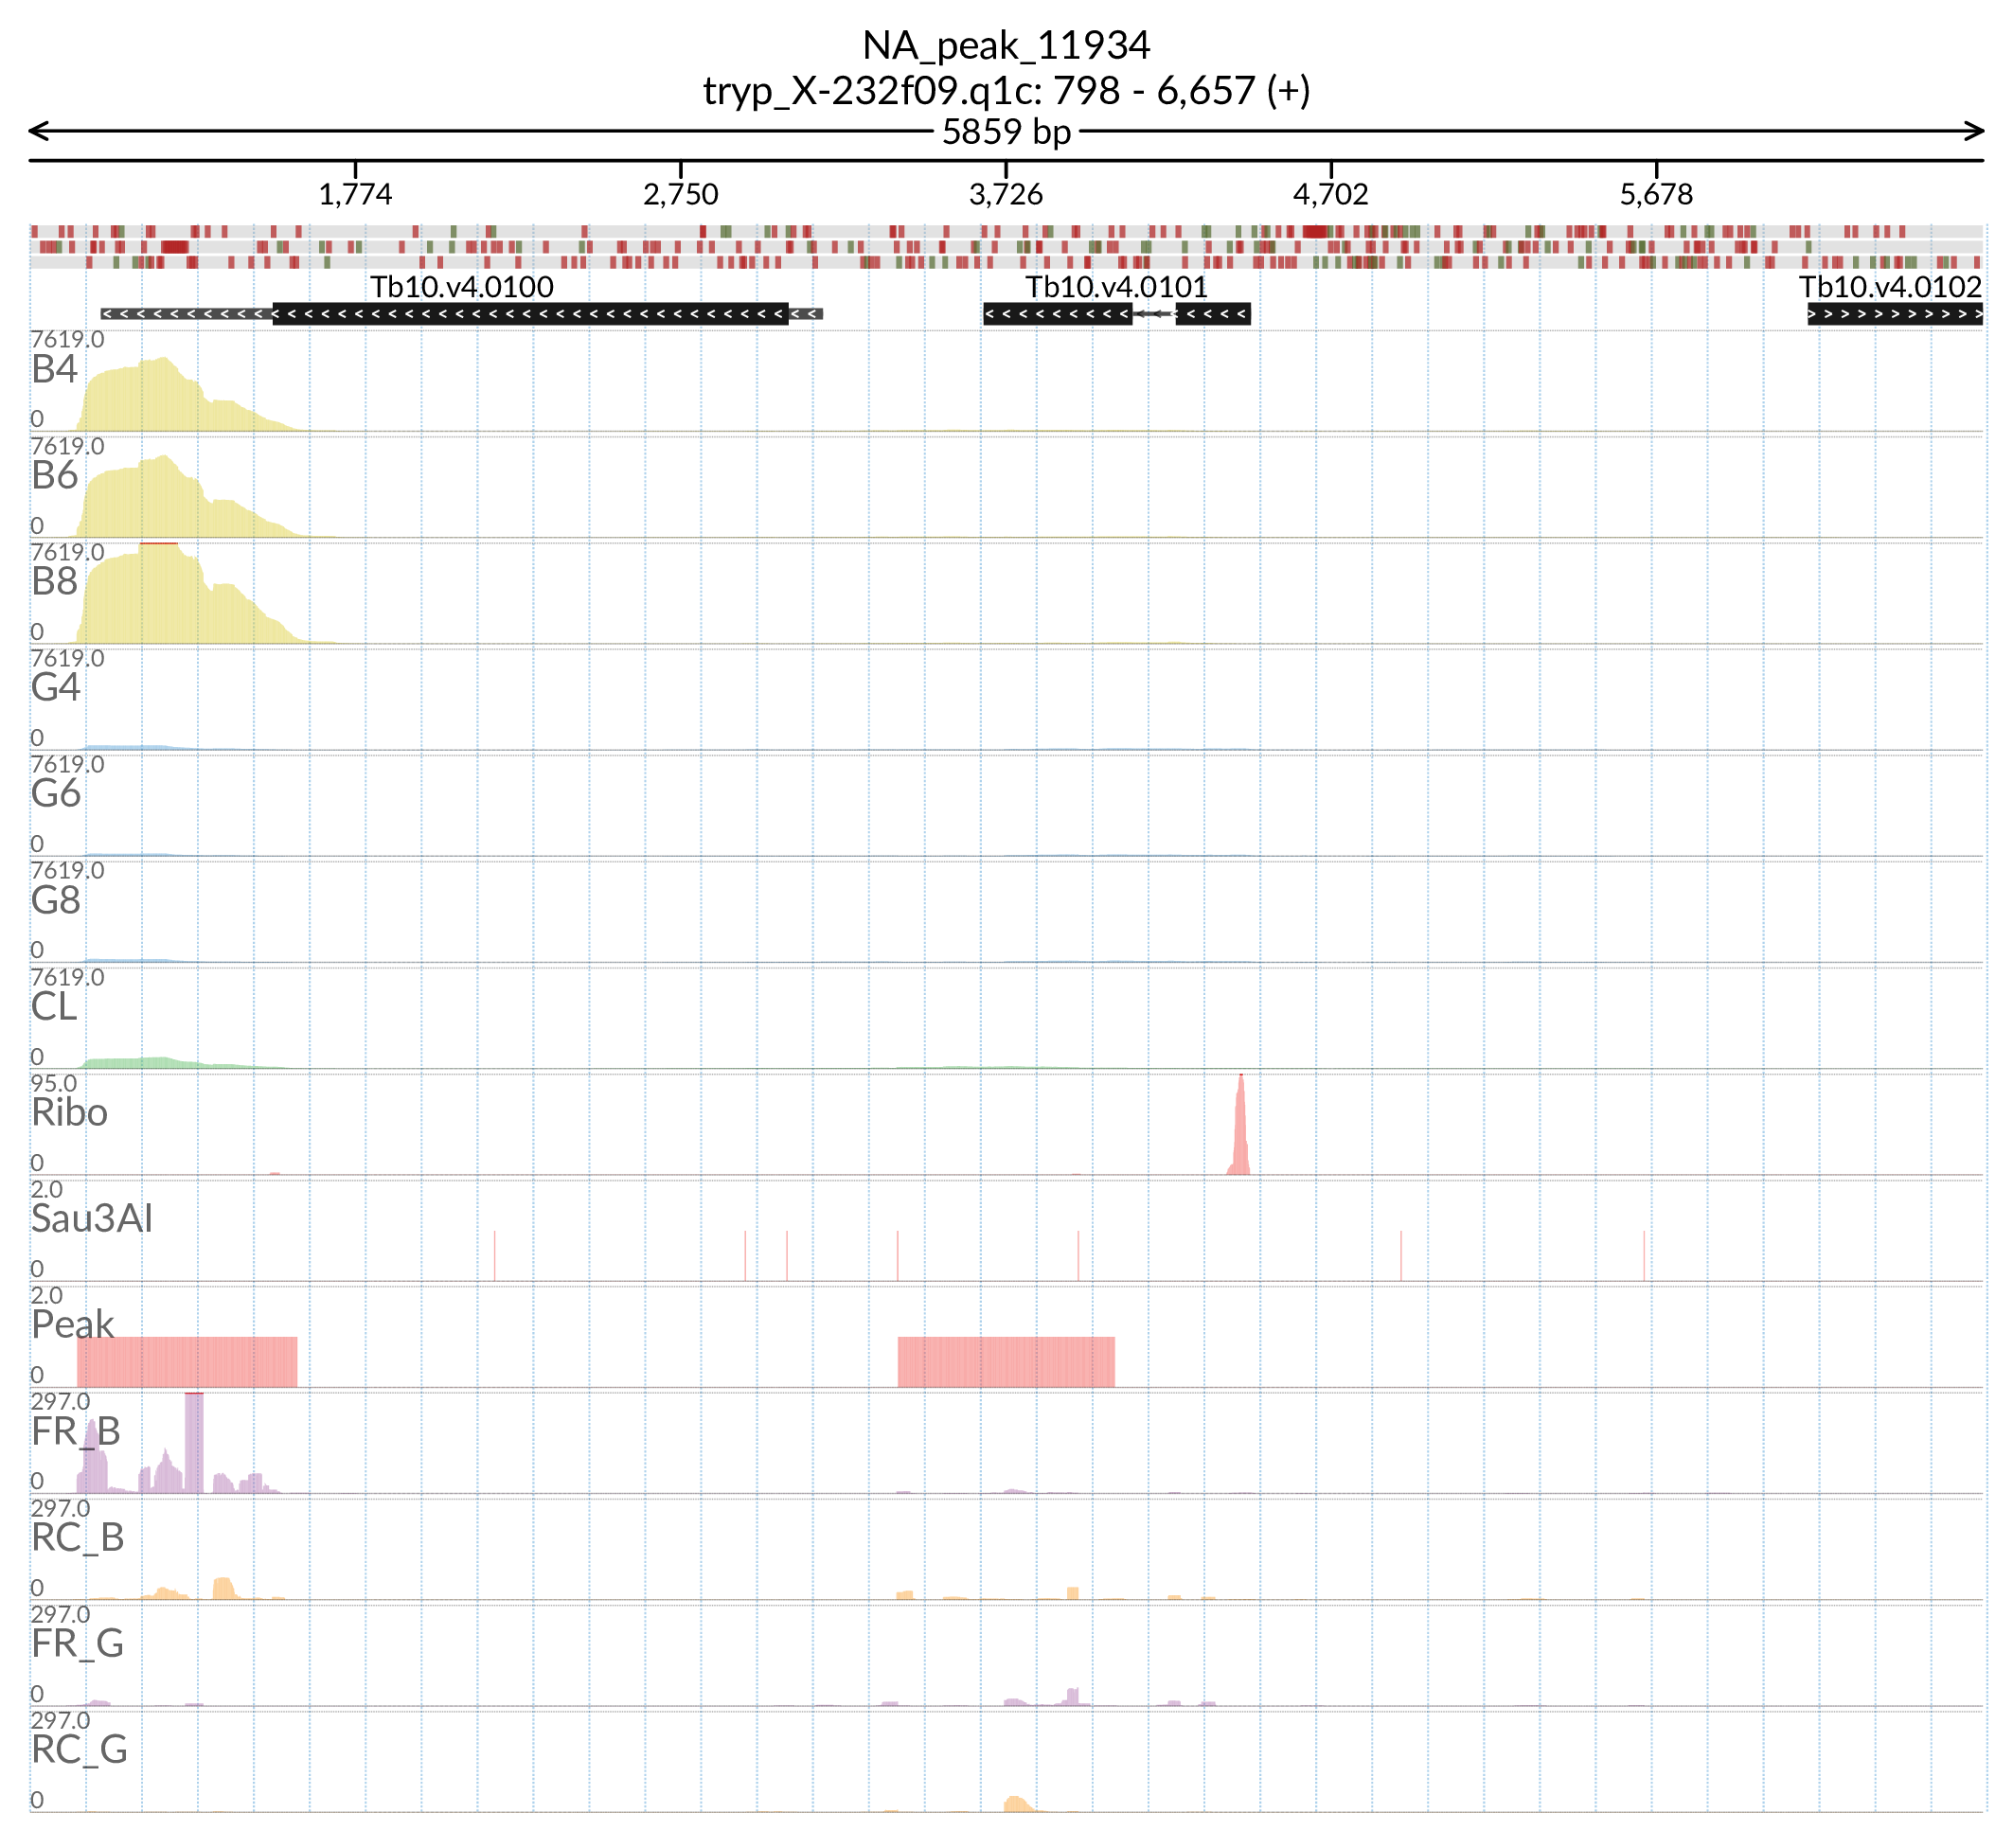 NA_peak_11934
tryp_X-232f09.q1c: 798 - 6,657 (+)
5859 bp
1,774 2,750 3,726 4,702 5,678
Tb10.v4.0100 Tb10.v4.0101 Tb10.v4.0102
7619.0
B4
0
7619.0
B6
0
7619.0
B8
0
7619.0
G4
0
7619.0
G6
0
7619.0
G8
0
7619.0
CL
0
95.0
Ribo
0
2.0
Sau3AI
0
2.0
Peak
0
297.0
FR_B
0
297.0
RC_B
0
297.0
FR_G
0
297.0
RC_G
0